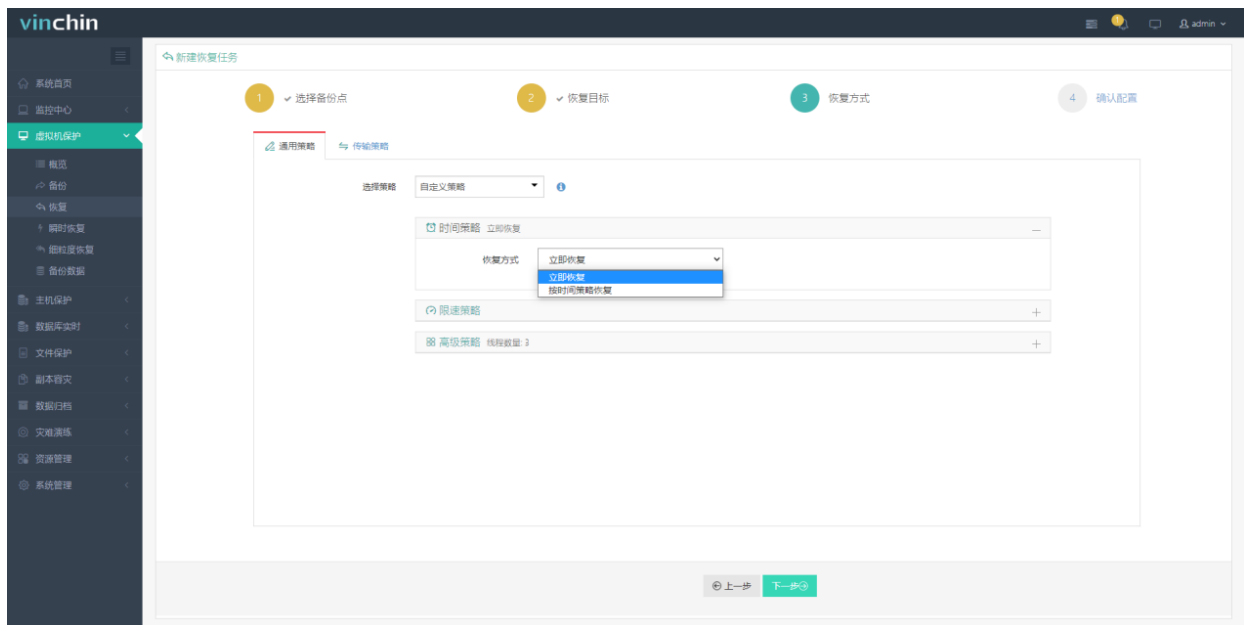 vinchin
1
admin
新建恢复任务
系统首页
监控中心
虚拟机保护
概览
备份
恢复
瞬时恢复
细粒度恢复
备份数据
主机保护
数据库实时
文件保护
副本容灾
数据归档
灾难演练
资源管理
系统管理
1 选择备份点
2 恢复目标
3 恢复方式
4 确认配置
通用策略 传输策略
选择策略 自定义策略
时间策略 立即恢复
恢复方式 立即恢复
立即恢复
按时间策略恢复
限速策略
高级策略 线程数量: 3
上一步 下一步